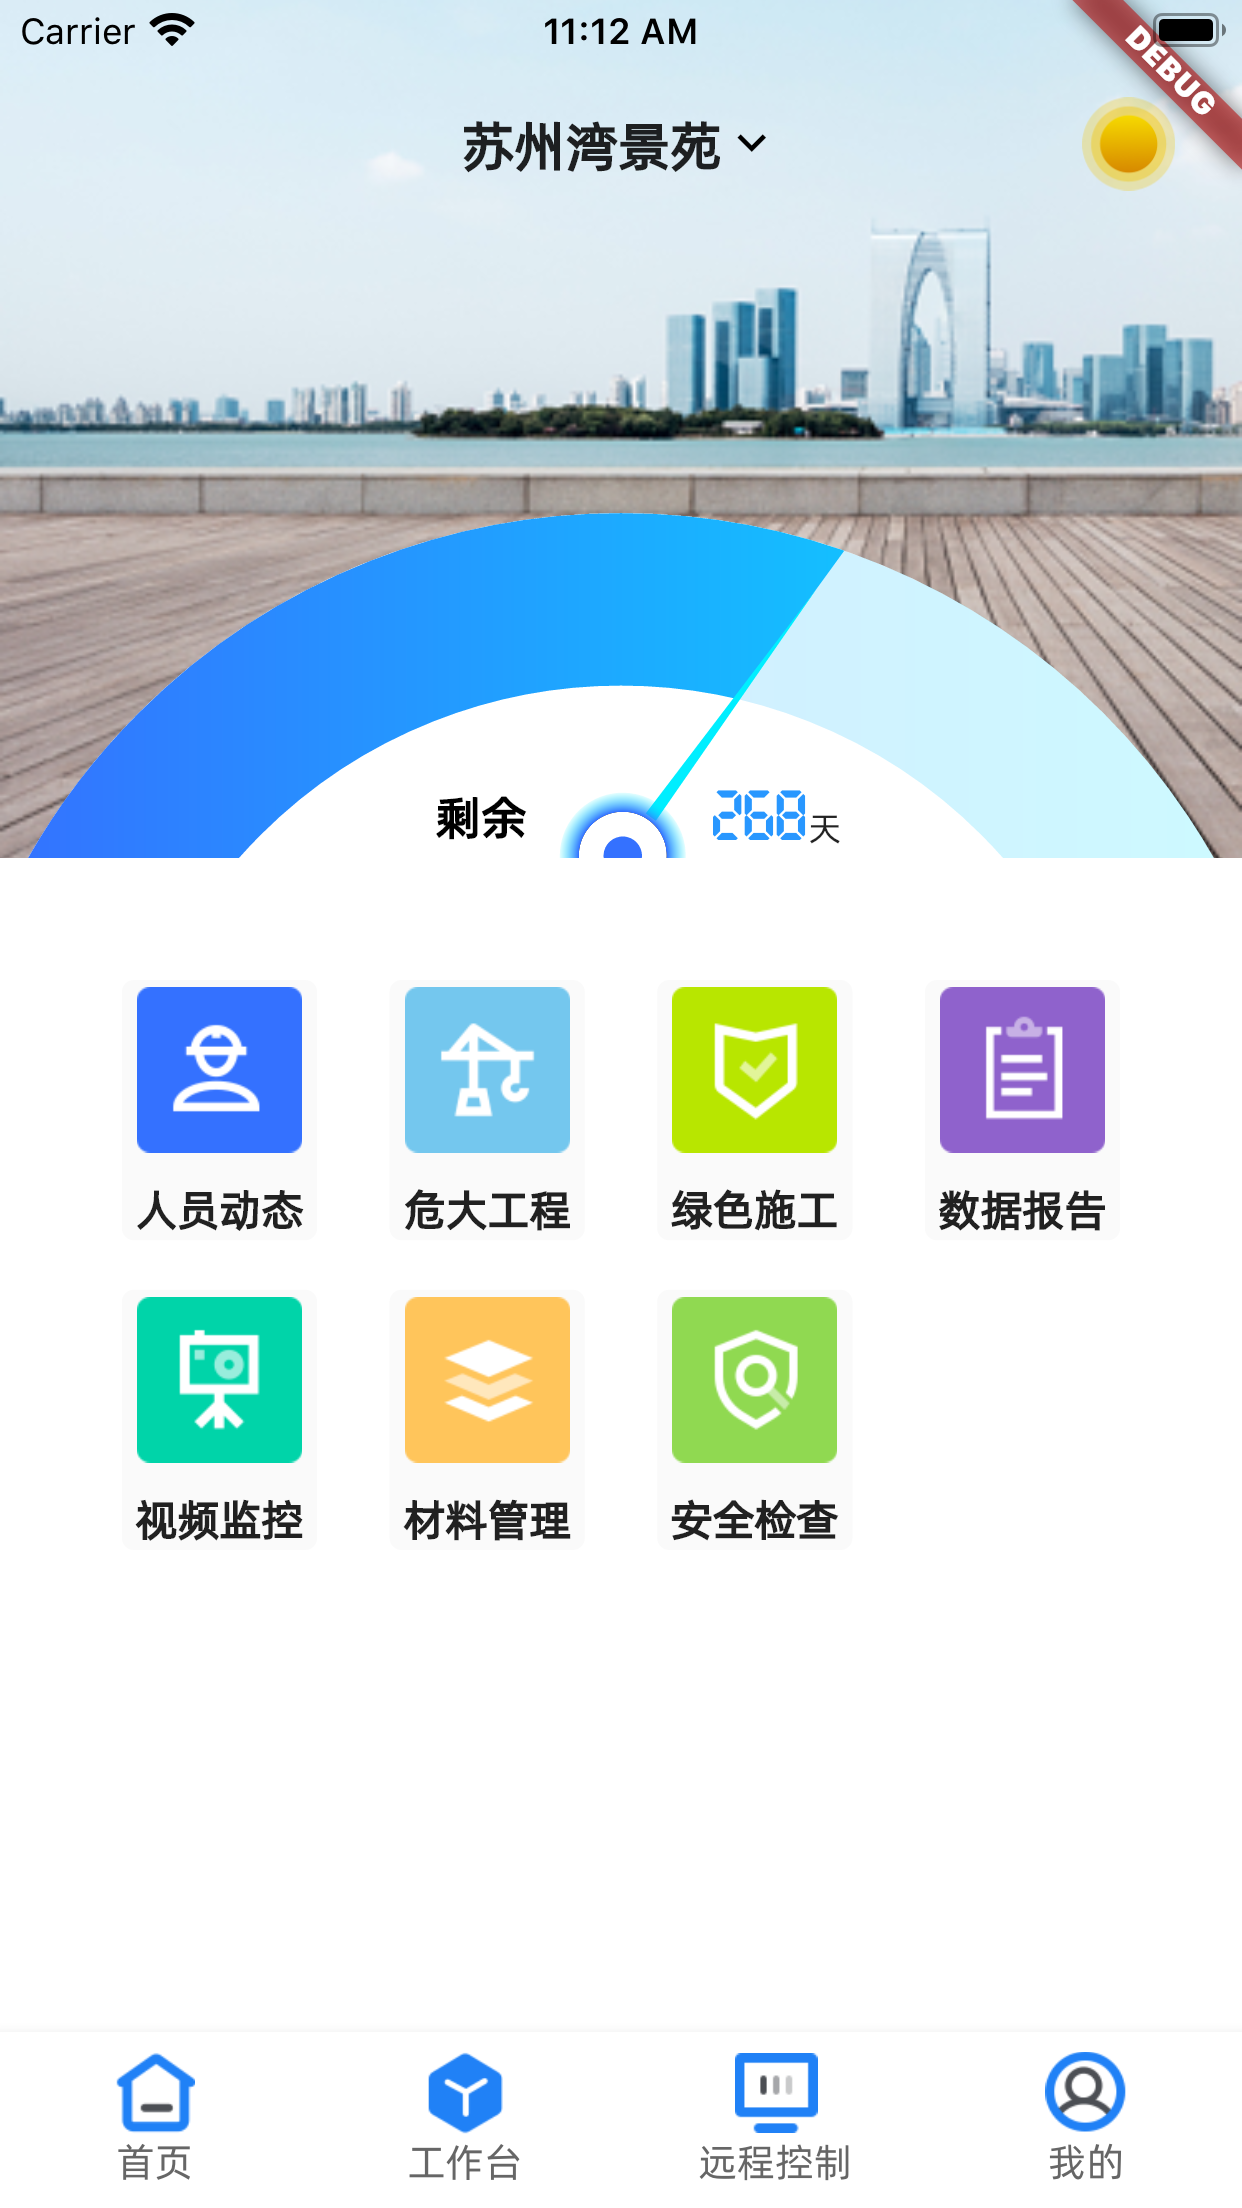 Carrier 11:12 AM
DEBUG
苏州湾景苑
剩余 268天
人员动态 危大工程 绿色施工 数据报告
视频监控 材料管理 安全检查
首页 工作台 远程控制 我的